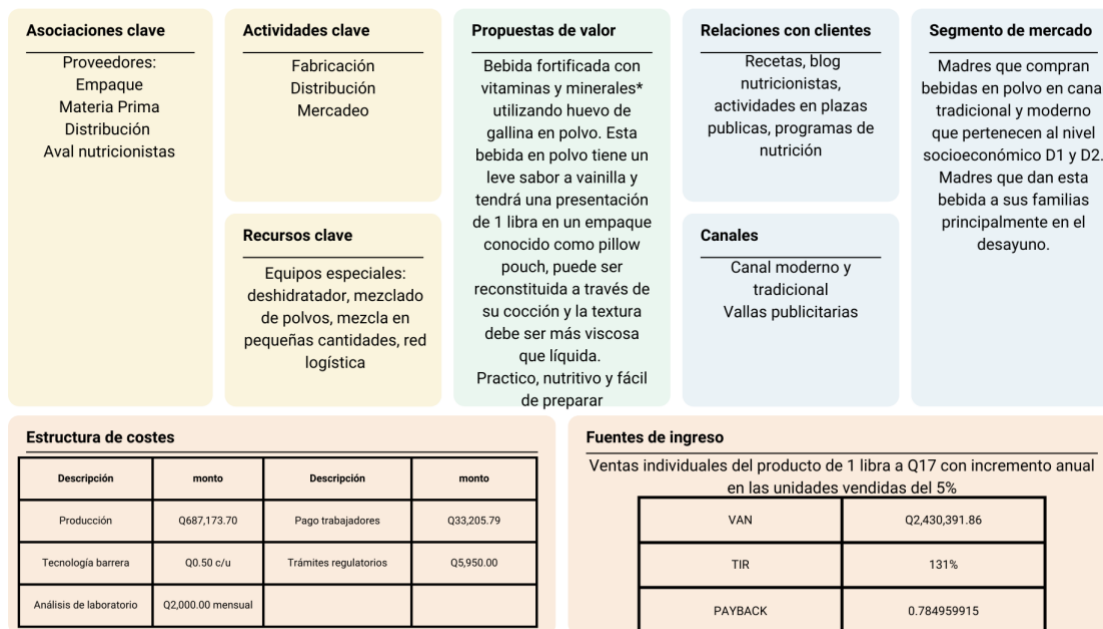 Asociaciones clave
Proveedores:
Empaque
Materia Prima
Distribución
Aval nutricionistas
Actividades clave
Fabricación
Distribución
Mercadeo
Recursos clave
Equipos especiales:
deshidratador, mezclado
de polvos, mezcla en
pequeñas cantidades, red
logística
Propuestas de valor
Bebida fortificada con
vitaminas y minerales*
utilizando huevo de
gallina en polvo. Esta
bebida en polvo tiene un
leve sabor a vainilla y
tendrá una presentación
de 1 libra en un empaque
conocido como pillow
pouch, puede ser
reconstituida a través de
su cocción y la textura
debe ser más viscosa
que líquida.
Practico, nutritivo y fácil
de preparar
Relaciones con clientes
Recetas, blog
nutricionistas,
actividades en plazas
publicas, programas de
nutrición
Canales
Canal moderno y
tradicional
Vallas publicitarias
Segmento de mercado
Madres que compran
bebidas en polvo en cana
tradicional y moderno
que pertenecen al nivel
socioeconómico D1 y D2.
Madres que dan esta
bebida a sus familias
principalmente en el
desayuno.
Estructura de costes
Descripción monto Descripción monto
Producción Q687,173.70 Pago trabajadores Q33,205.79
Tecnología barrera Q0.50 c/u Trámites regulatorios Q5,950.00
Análisis de laboratorio Q2,000.00 mensual
Fuentes de ingreso
Ventas individuales del producto de 1 libra a Q17 con incremento anual
en las unidades vendidas del 5%
VAN Q2,430,391.86
TIR 131%
PAYBACK 0.784959915